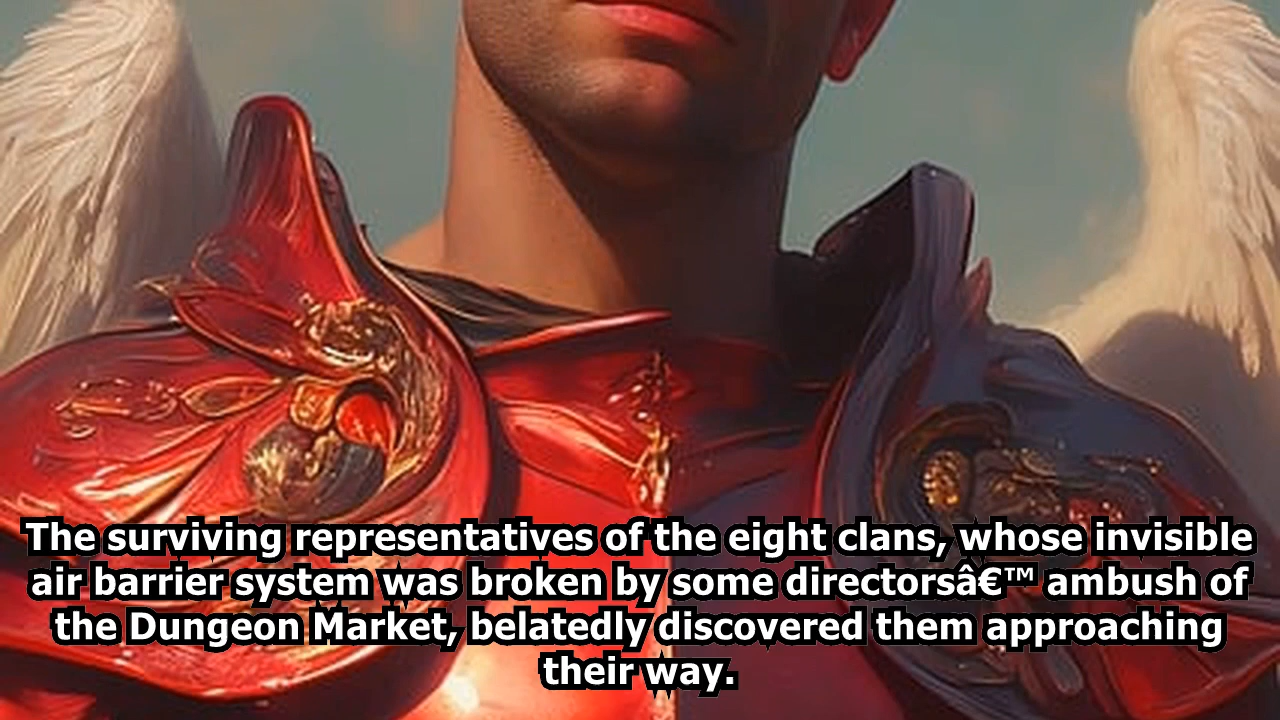 The surviving representatives of the eight clans, whose invisible
air barrier system was broken by some directorsâ€™ ambush of
the Dungeon Market, belatedly discovered them approaching
their way.